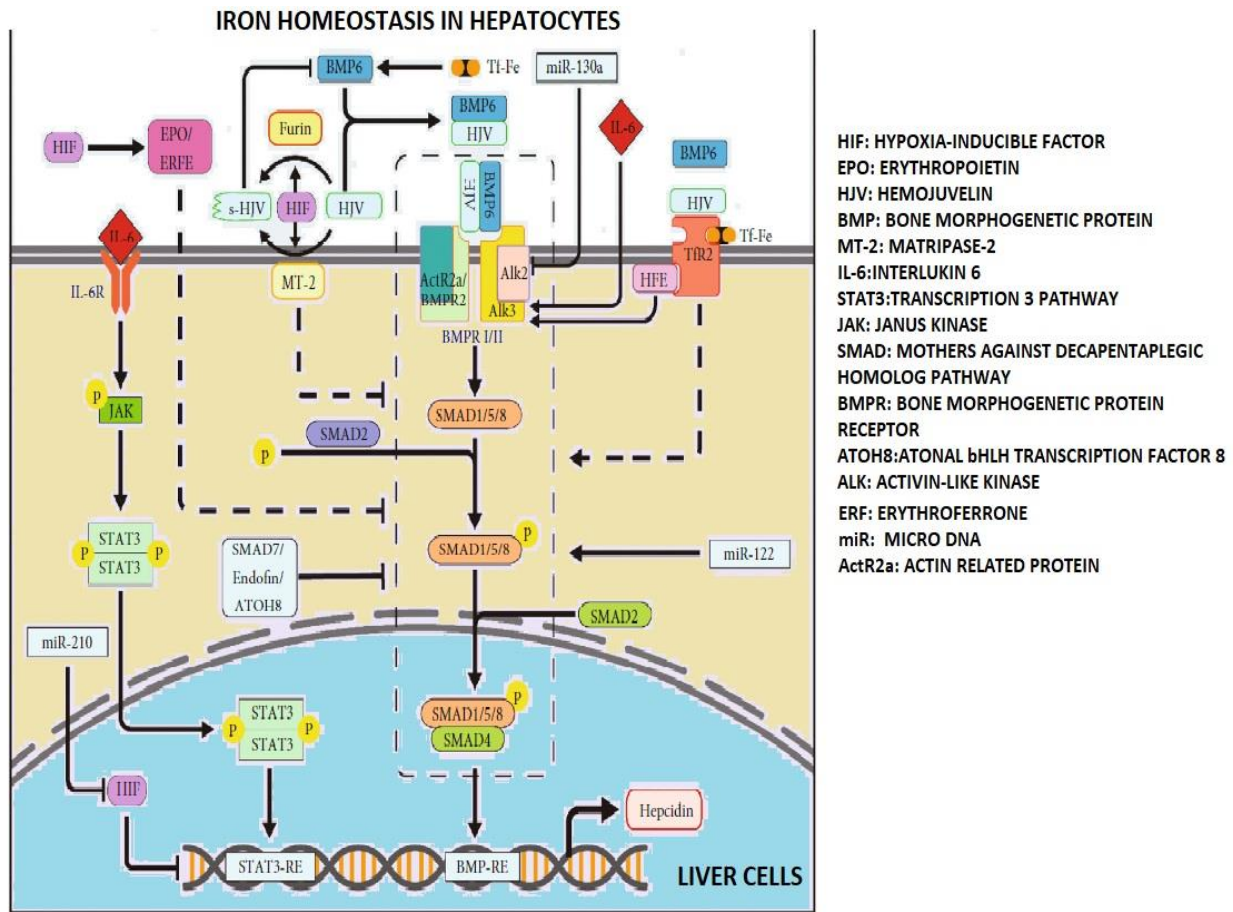 IRON HOMEOSTASIS IN HEPATOCYTES
BMP6
Tf-Fe
miR-130a
HIF
EPO/
ERFE
Furin
BMP6
HJV
IL-6
BMP6
s-HJV
HIF
HJV
HJV
BMP6
HJV
Tf-Fe
TfR2
HFE
IL-6
IL-6R
MT-2
ActR2a/
BMPR2
Alk2
Alk3
BMPR I/II
P
JAK
SMAD1/5/8
SMAD2
P
STAT3
STAT3
P
P
SMAD1/5/8
P
miR-122
SMAD7/
Endofin/
ATOH8
SMAD2
miR-210
STAT3
STAT3
P
P
SMAD1/5/8
P
SMAD4
HIF
Hepcidin
STAT3-RE
BMP-RE
LIVER CELLS
HIF: HYPOXIA-INDUCIBLE FACTOR
EPO: ERYTHROPOIETIN
HJV: HEMOJUVELIN
BMP: BONE MORPHOGENETIC PROTEIN
MT-2: MATRIPASE-2
IL-6:INTERLUKIN 6
STAT3:TRANSCRIPTION 3 PATHWAY
JAK: JANUS KINASE
SMAD: MOTHERS AGAINST DECAPENTAPLEGIC
HOMOLOG PATHWAY
BMPR: BONE MORPHOGENETIC PROTEIN
RECEPTOR
ATOH8:ATONAL bHLH TRANSCRIPTION FACTOR 8
ALK: ACTIVIN-LIKE KINASE
ERF: ERYTHROFERRONE
miR: MICRO DNA
ActR2a: ACTIN RELATED PROTEIN